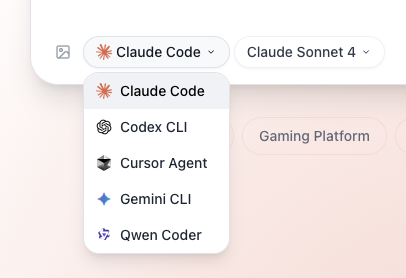 Claude Code
Claude Sonnet 4
Claude Code
Codex CLI
Gaming Platform
Cursor Agent
Gemini CLI
Qwen Coder